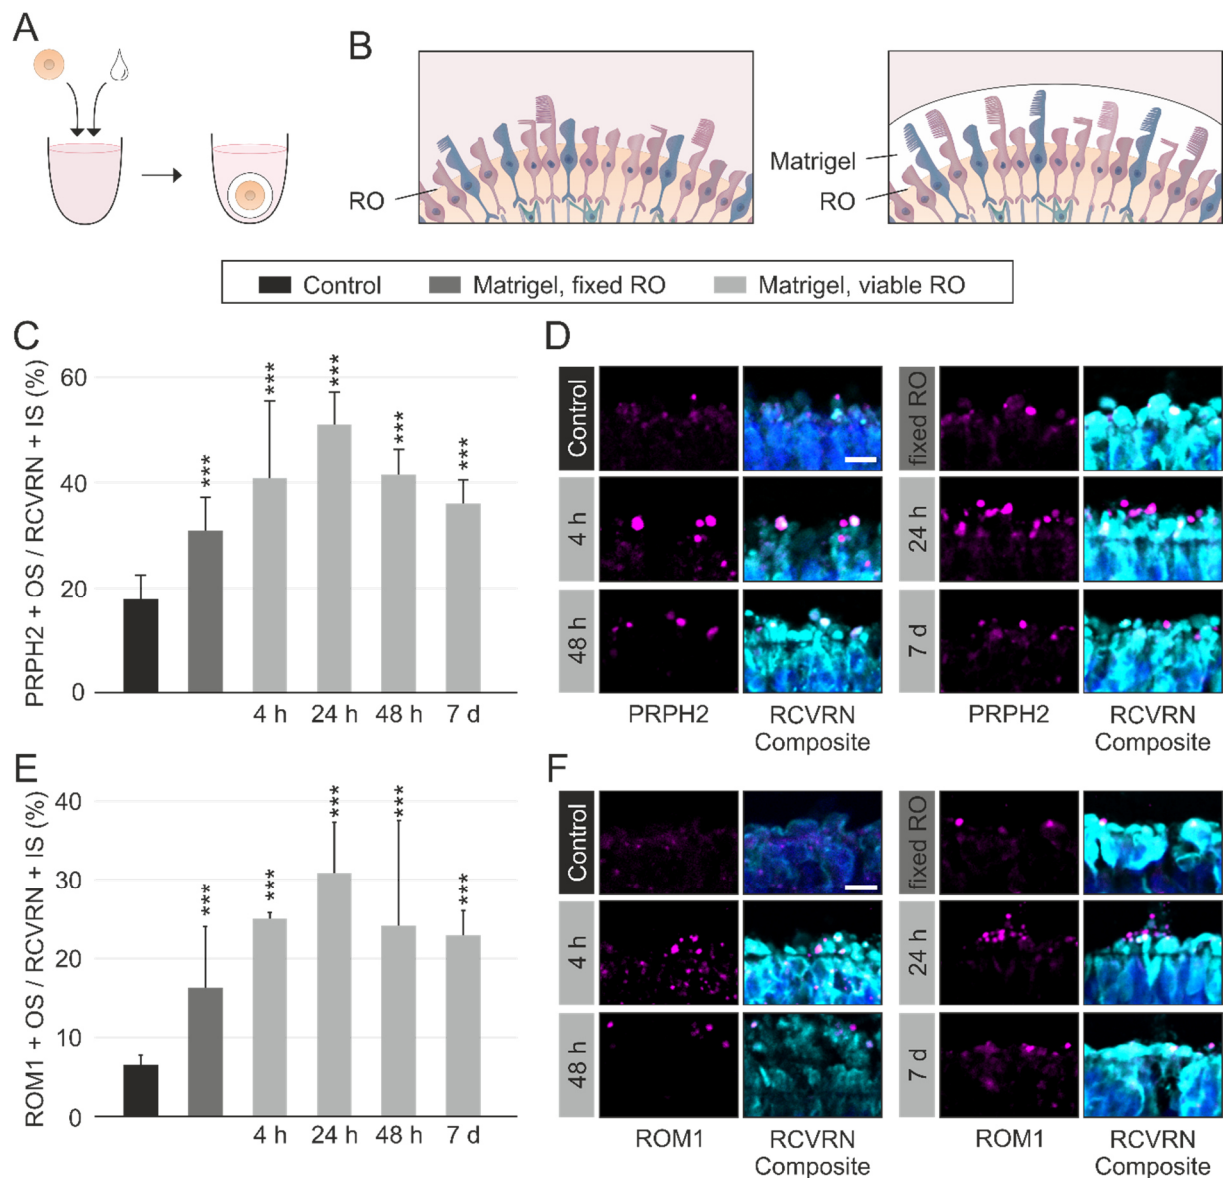 A
B
RO
Matrigel
RO
Control
Matrigel, fixed RO
Matrigel, viable RO
C
PRPH2 + OS / RCVRN + IS (%)
60
40
20
0
***
***
***
***
***
4 h
24 h
48 h
7 d
D
Control
fixed RO
4 h
24 h
48 h
7 d
PRPH2
RCVRN
Composite
PRPH2
RCVRN
Composite
E
ROM1 + OS / RCVRN + IS (%)
40
30
20
10
0
***
***
***
***
***
4 h
24 h
48 h
7 d
F
Control
fixed RO
4 h
24 h
48 h
7 d
ROM1
RCVRN
Composite
ROM1
RCVRN
Composite